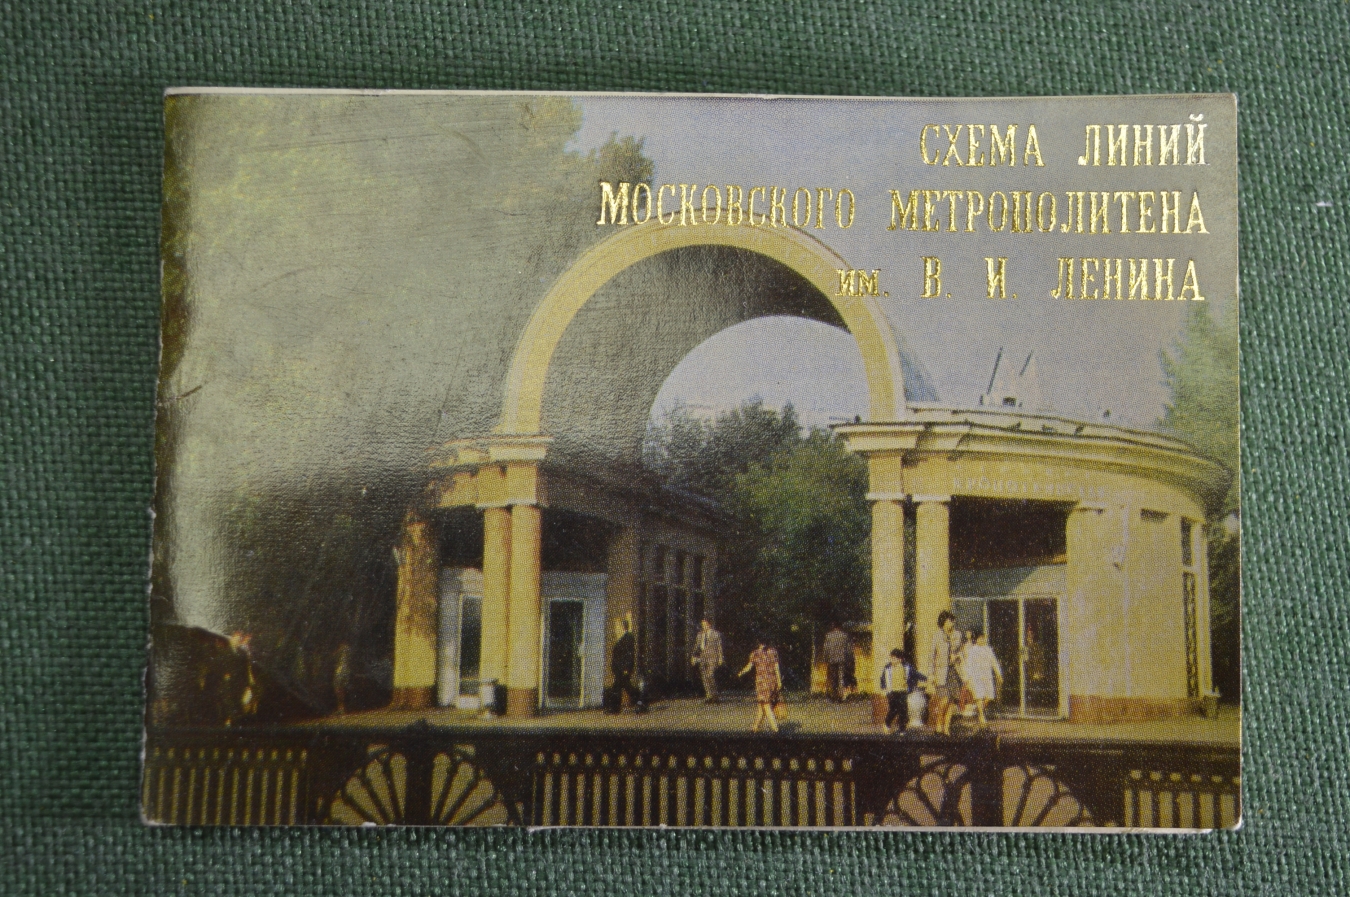 СХЕМА ЛИНИЙ
МОСКОВСКОГО МЕТРОПОЛИТЕНА
им. В. И. ЛЕНИНА